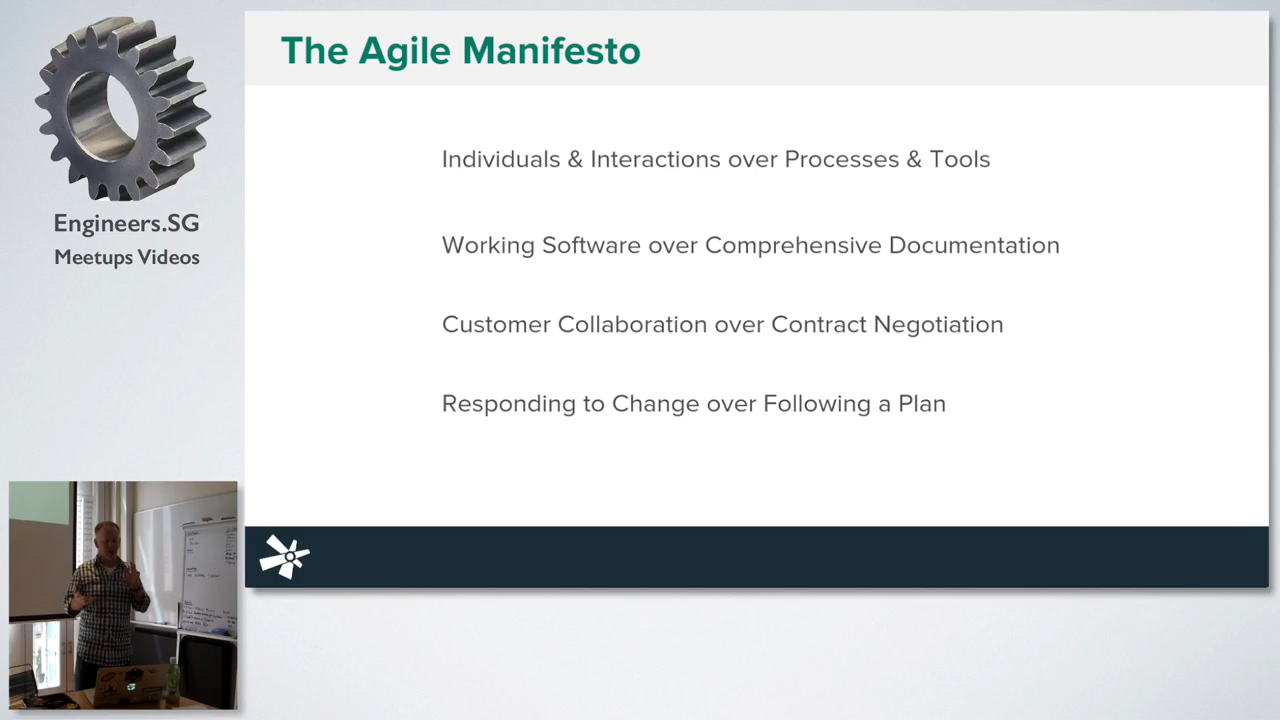 The Agile Manifesto
Individuals & Interactions over Processes & Tools
Working Software over Comprehensive Documentation
Customer Collaboration over Contract Negotiation
Responding to Change over Following a Plan
Engineers.SG
Meetups Videos